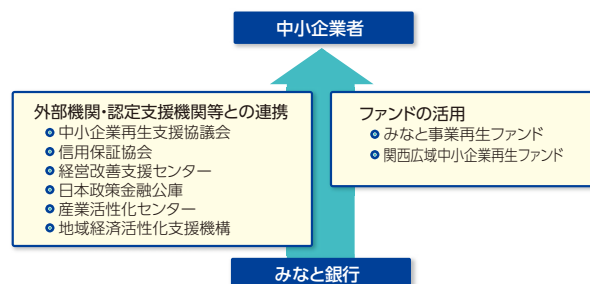 中小企業者
外部機関・認定支援機関等との連携
中小企業再生支援協議会
信用保証協会
経営改善支援センター
日本政策金融公庫
産業活性化センター
地域経済活性化支援機構
ファンドの活用
みなと事業再生ファンド
関西広域中小企業再生ファンド
みなと銀行